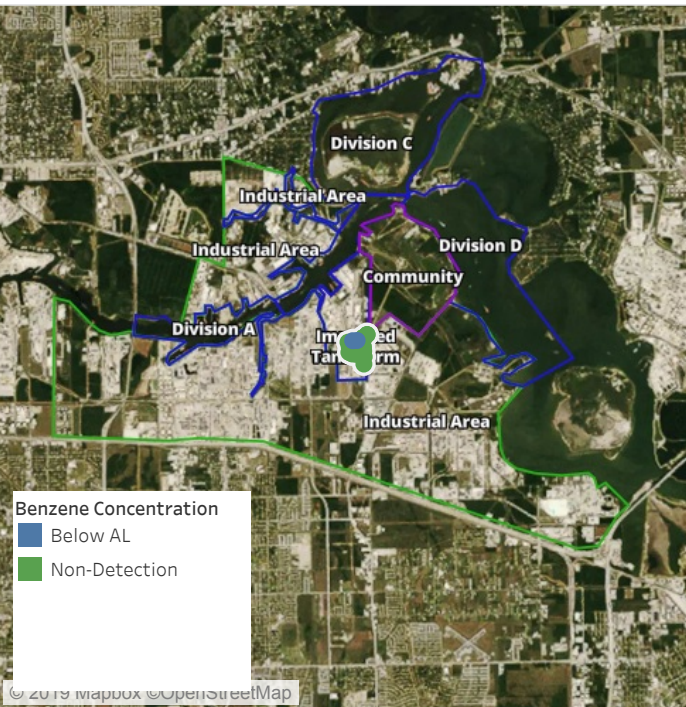 Division C
Industrial Area
Division D
Industrial Area
Community
Division A
Industrial Area
Benzene Concentration
Below AL
Non-Detection
© 2019 Mapbox ©OpenStreetMap